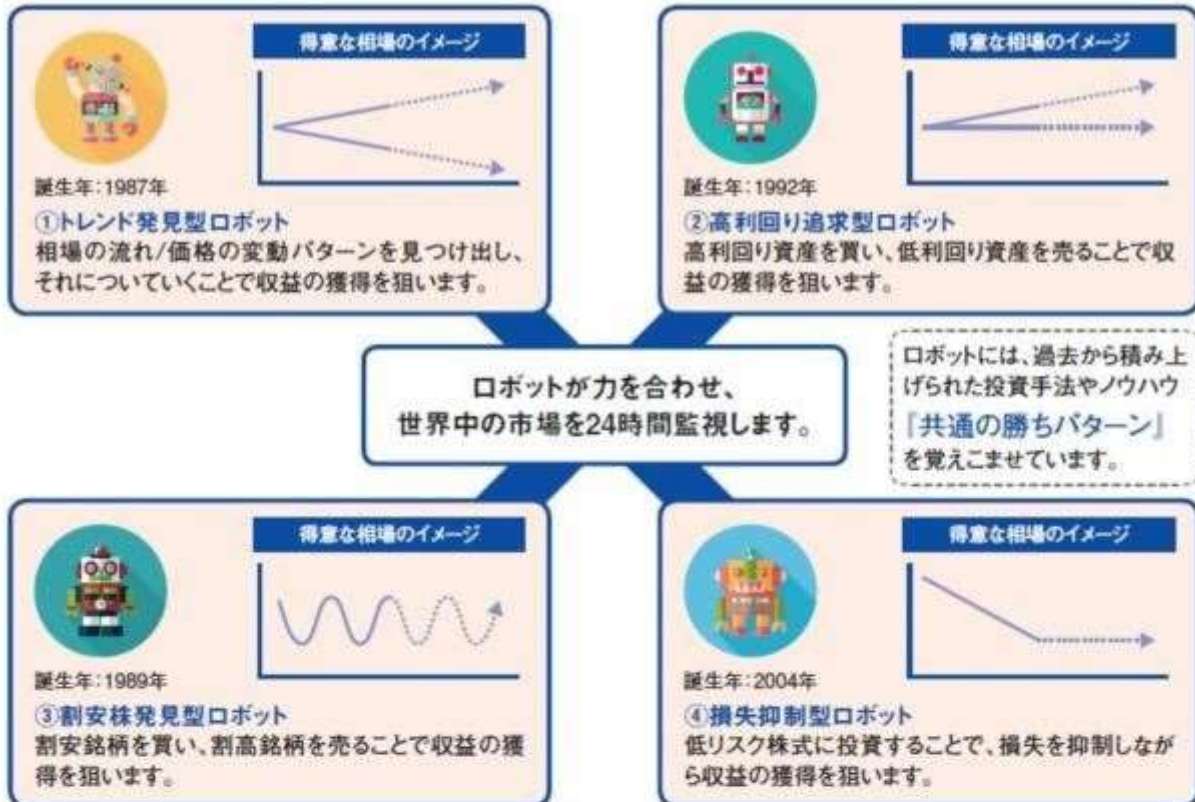 得意な相場のイメージ
誕生年:1987年
①トレンド発見型ロボット
相場の流れ/価格の変動パターンを見つけ出し、
それについていくことで収益の獲得を狙います。
得意な相場のイメージ
誕生年:1992年
②高利回り追求型ロボット
高利回り資産を買い、低利回り資産を売ることで収
益の獲得を狙います。
ロボットが力を合わせ、
世界中の市場を24時間監視します。
ロボットには、過去から積み上
げられた投資手法やノウハウ
『共通の勝ちパターン』
を覚えこませています。
得意な相場のイメージ
誕生年:1989年
③割安株発見型ロボット
割安銘柄を買い、割高銘柄を売ることで収益の獲
得を狙います。
得意な相場のイメージ
誕生年:2004年
④損失抑制型ロボット
低リスク株式に投資することで、損失を抑制しなが
ら収益の獲得を狙います。